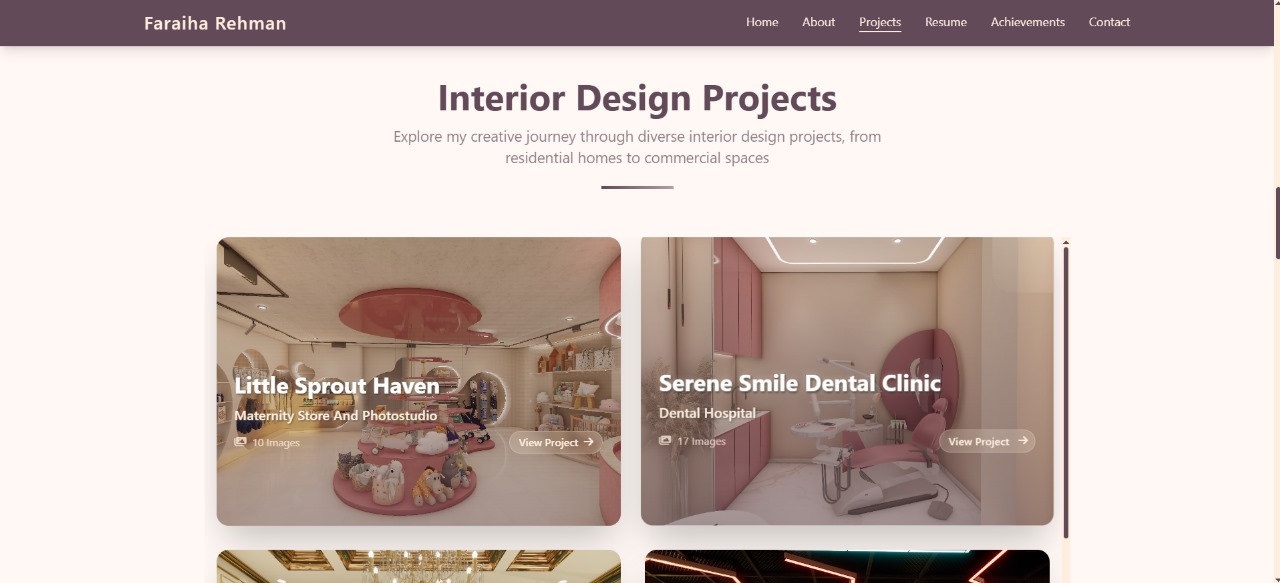 Faraiha Rehman
Home About Projects Resume Achievements Contact
Interior Design Projects
Explore my creative journey through diverse interior design projects, from
residential homes to commercial spaces
Little Sprout Haven
Maternity Store And Photostudio
10 Images
View Project
Serene Smile Dental Clinic
Dental Hospital
17 Images
View Project